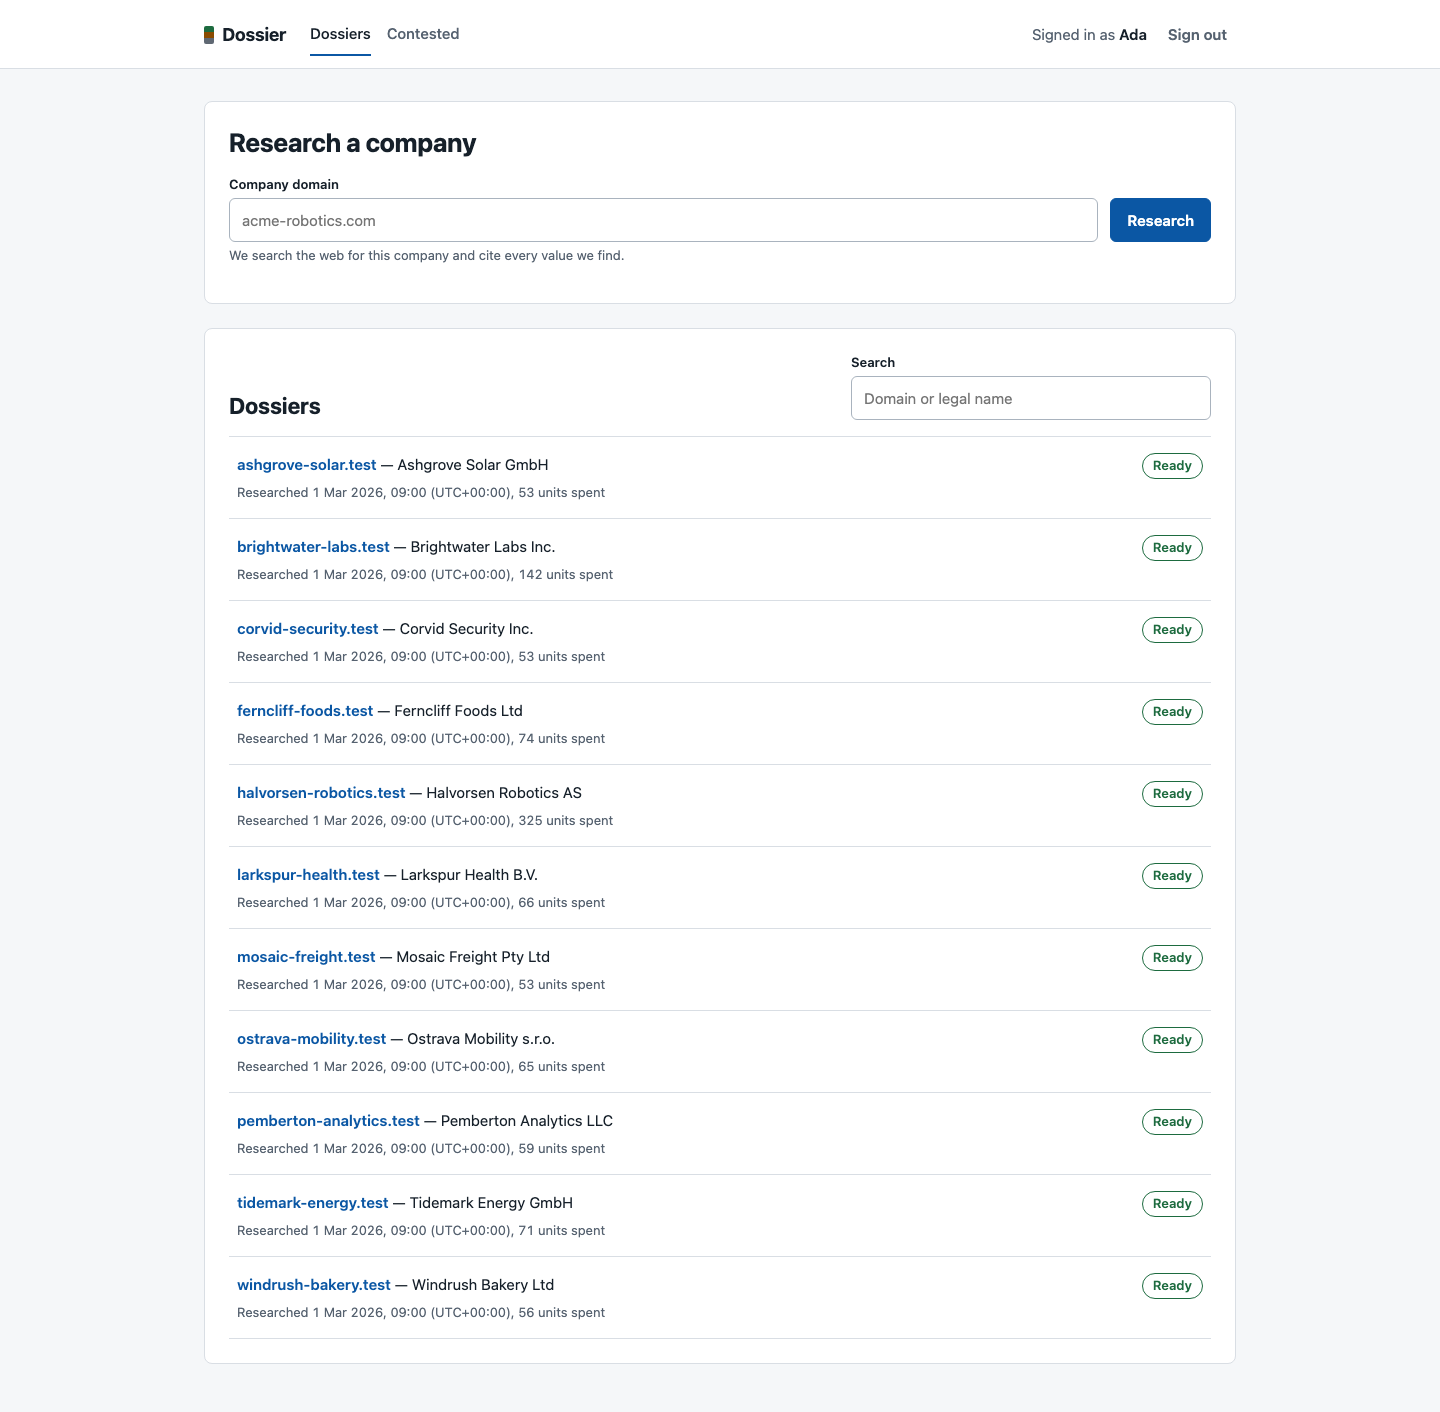 Dossier Dossiers Contested Signed in as Ada Sign out
Research a company
Company domain
acme-robotics.com Research
We search the web for this company and cite every value we find.
Search
Dossiers Domain or legal name
ashgrove-solar.test — Ashgrove Solar GmbH Ready
Researched 1 Mar 2026, 09:00 (UTC+00:00), 53 units spent
brightwater-labs.test — Brightwater Labs Inc. Ready
Researched 1 Mar 2026, 09:00 (UTC+00:00), 142 units spent
corvid-security.test — Corvid Security Inc. Ready
Researched 1 Mar 2026, 09:00 (UTC+00:00), 53 units spent
ferncliff-foods.test — Ferncliff Foods Ltd Ready
Researched 1 Mar 2026, 09:00 (UTC+00:00), 74 units spent
halvorsen-robotics.test — Halvorsen Robotics AS Ready
Researched 1 Mar 2026, 09:00 (UTC+00:00), 325 units spent
larkspur-health.test — Larkspur Health B.V. Ready
Researched 1 Mar 2026, 09:00 (UTC+00:00), 66 units spent
mosaic-freight.test — Mosaic Freight Pty Ltd Ready
Researched 1 Mar 2026, 09:00 (UTC+00:00), 53 units spent
ostrava-mobility.test — Ostrava Mobility s.r.o. Ready
Researched 1 Mar 2026, 09:00 (UTC+00:00), 65 units spent
pemberton-analytics.test — Pemberton Analytics LLC Ready
Researched 1 Mar 2026, 09:00 (UTC+00:00), 59 units spent
tidemark-energy.test — Tidemark Energy GmbH Ready
Researched 1 Mar 2026, 09:00 (UTC+00:00), 71 units spent
windrush-bakery.test — Windrush Bakery Ltd Ready
Researched 1 Mar 2026, 09:00 (UTC+00:00), 56 units spent